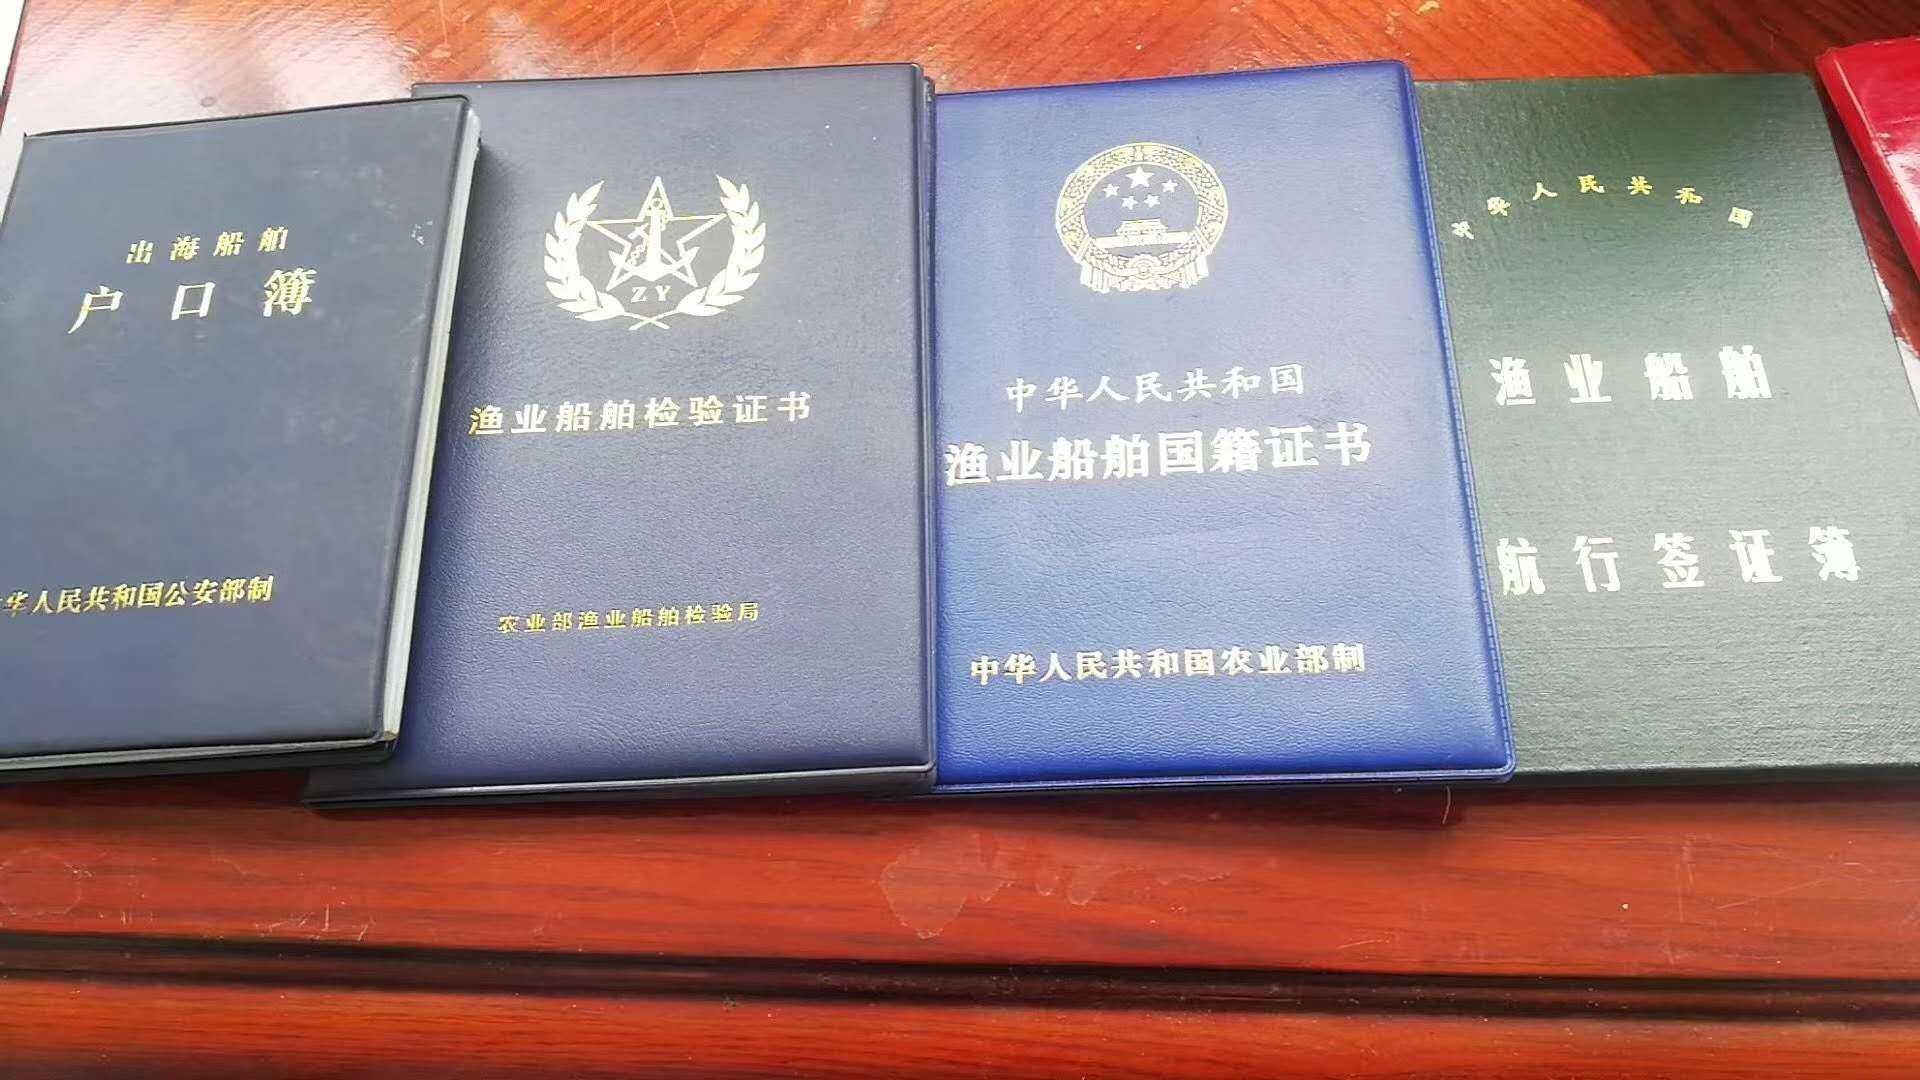 出海船舶
户口簿
华人民共和国公安部制
ZY
渔业船舶检验证书
农业部渔业船舶检验局
中华人民共和国
渔业船舶国籍证书
中华人民共和国农业部制
中华人民共和国
渔业船舶
航行签证簿